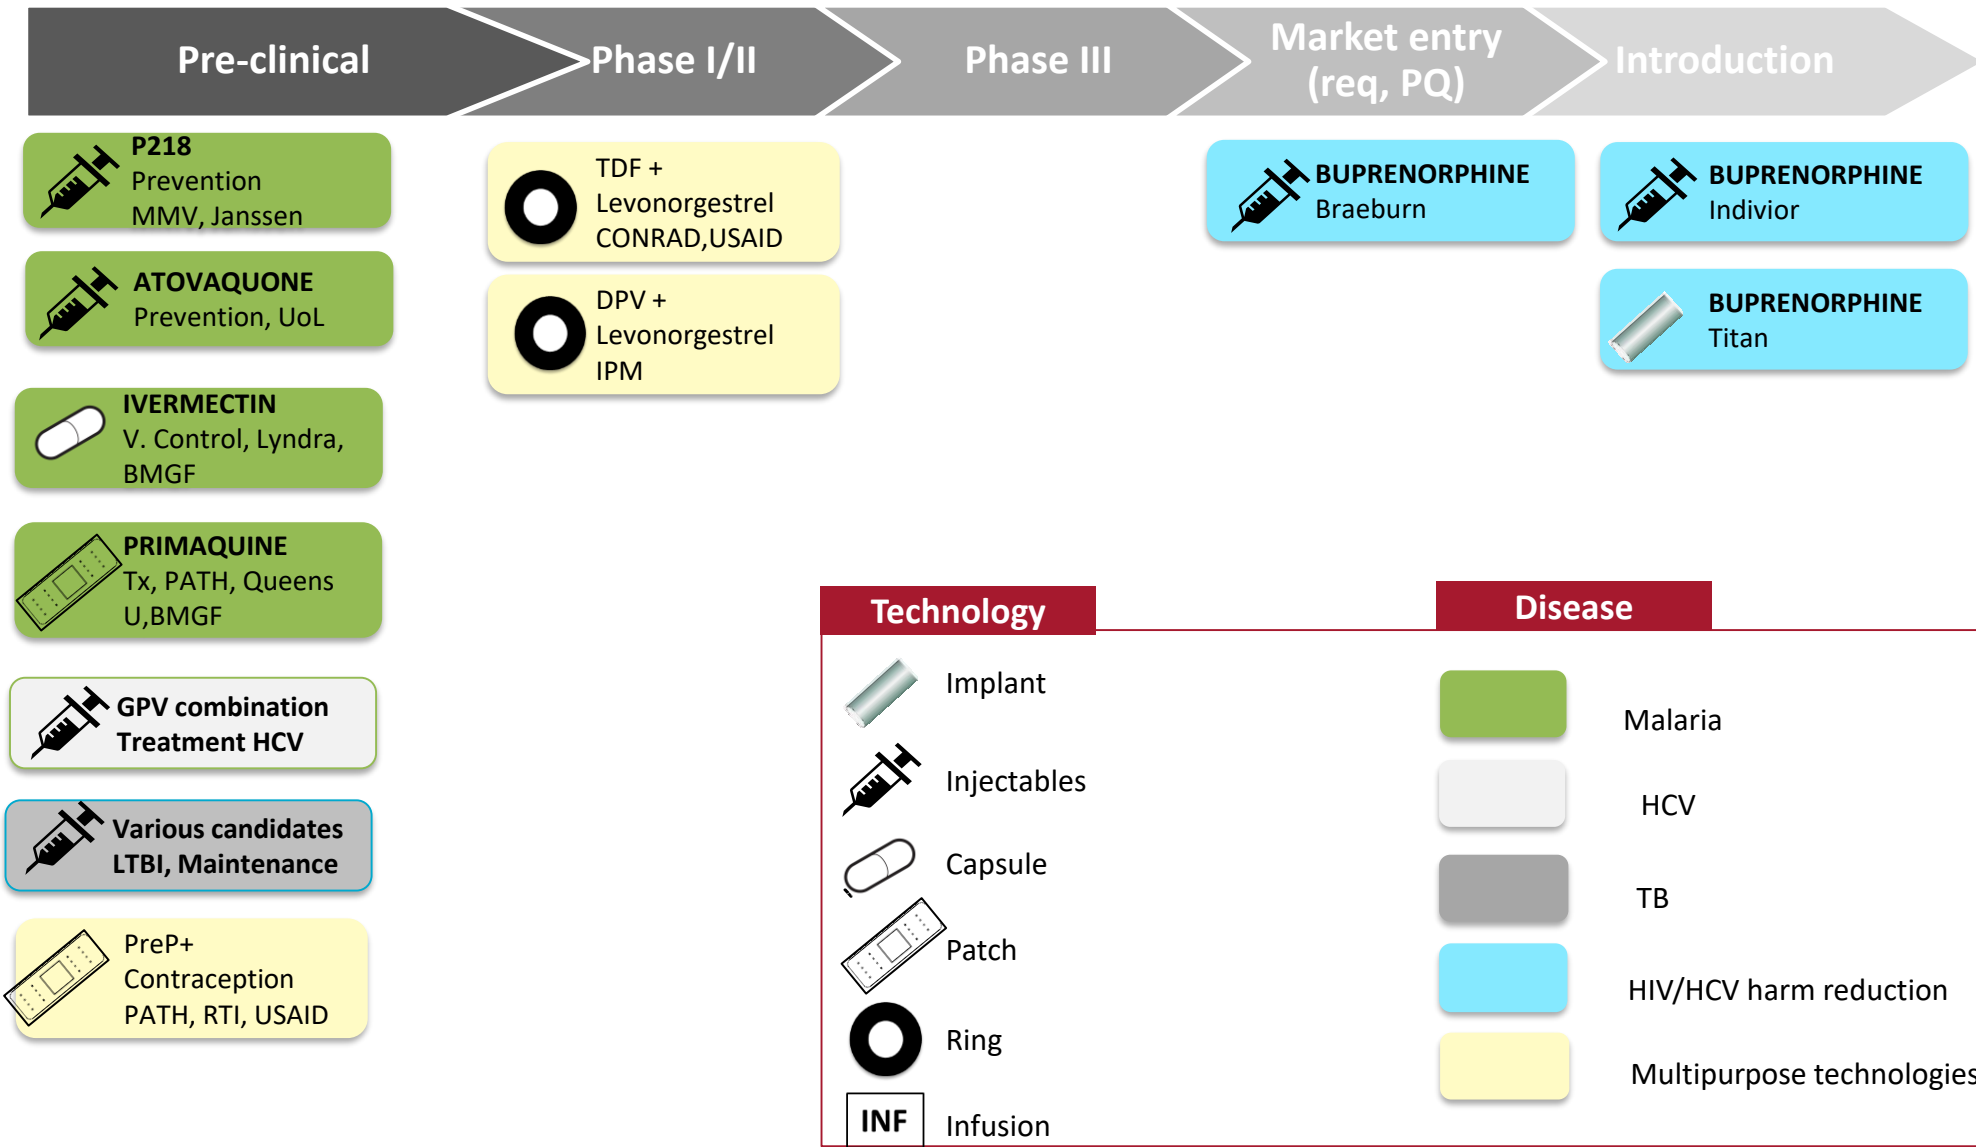 Pre-clinical
Phase I/II
Phase III
Market entry
(req, PQ)
Introduction
P218
Prevention
MMV, Janssen
ATOVAQUONE
Prevention, UoL
IVERMECTIN
V. Control, Lyndra,
BMGF
PRIMAQUINE
Tx, PATH, Queens
U,BMGF
GPV combination
Treatment HCV
Various candidates
LTBI, Maintenance
PreP+
Contraception
PATH, RTI, USAID
TDF +
Levonorgestrel
CONRAD,USAID
DPV +
Levonorgestrel
IPM
BUPRENORPHINE
Braeburn
BUPRENORPHINE
Indivior
BUPRENORPHINE
Titan
Technology
Implant
Injectables
Capsule
Patch
Ring
INF
Infusion
Disease
Malaria
HCV
TB
HIV/HCV harm reduction
Multipurpose technologies